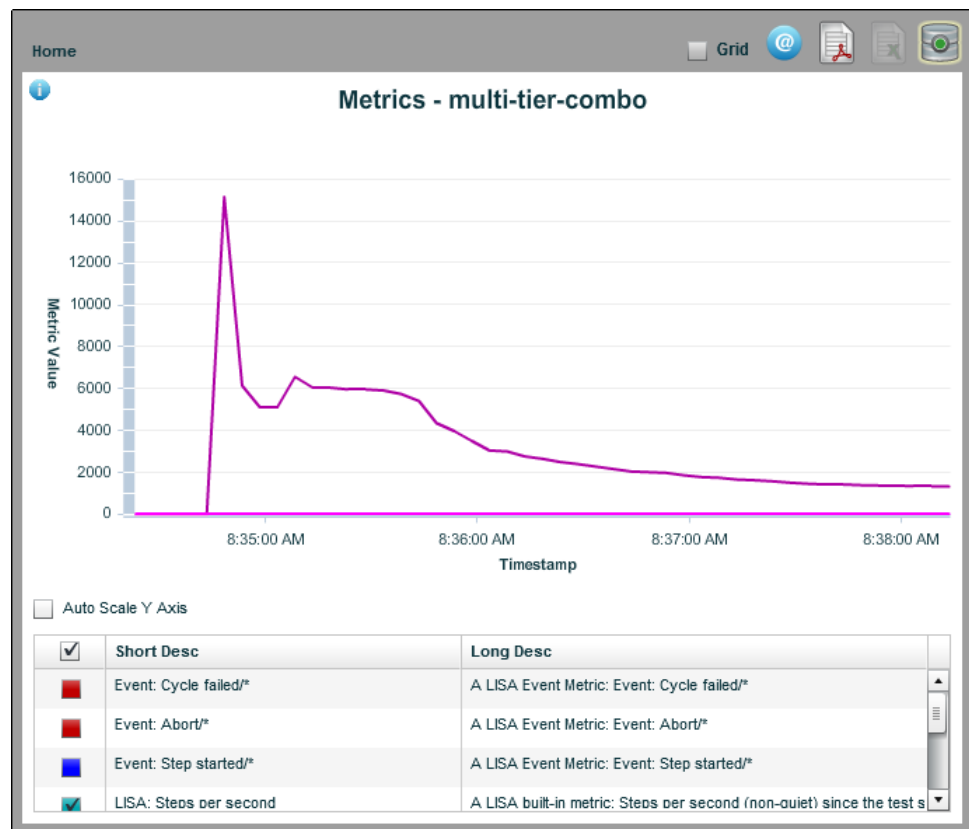 Home
Grid
@
i
Metrics - multi-tier-combo
16000
14000
12000
10000
8000
6000
4000
2000
0
Metric Value
8:35:00 AM 8:36:00 AM 8:37:00 AM 8:38:00 AM
Timestamp
Auto Scale Y Axis
Short Desc Long Desc
Event: Cycle failed/* A LISA Event Metric: Event: Cycle failed/*
Event: Abort/* A LISA Event Metric: Event: Abort/*
Event: Step started/* A LISA Event Metric: Event: Step started/*
LISA: Steps per second A LISA built-in metric: Steps per second (non-quiet) since the test s